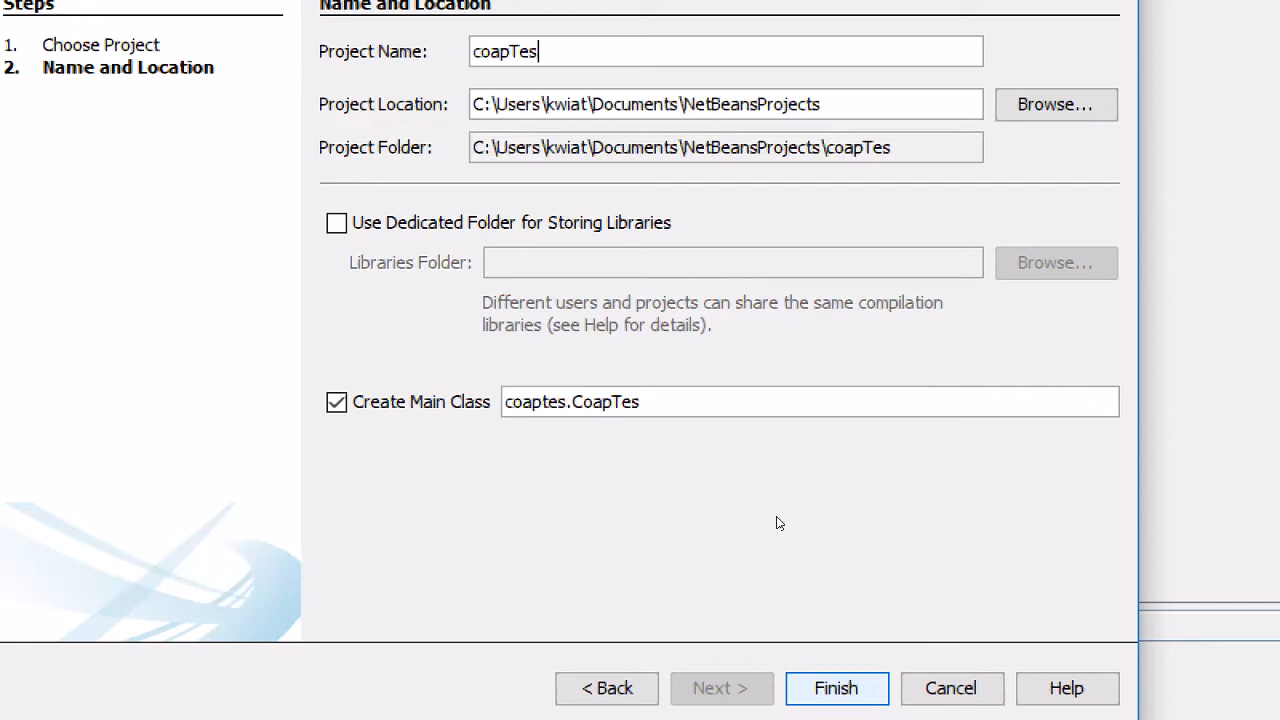 Steps
1. Choose Project
2. Name and Location
Name and Location
Project Name: coapTes
Project Location: C:\Users\kwiat\Documents\NetBeansProjects Browse...
Project Folder: C:\Users\kwiat\Documents\NetBeansProjects\coapTes
Use Dedicated Folder for Storing Libraries
Libraries Folder: Browse...
Different users and projects can share the same compilation
libraries (see Help for details).
Create Main Class coaptes.CoapTes
< Back Next > Finish Cancel Help